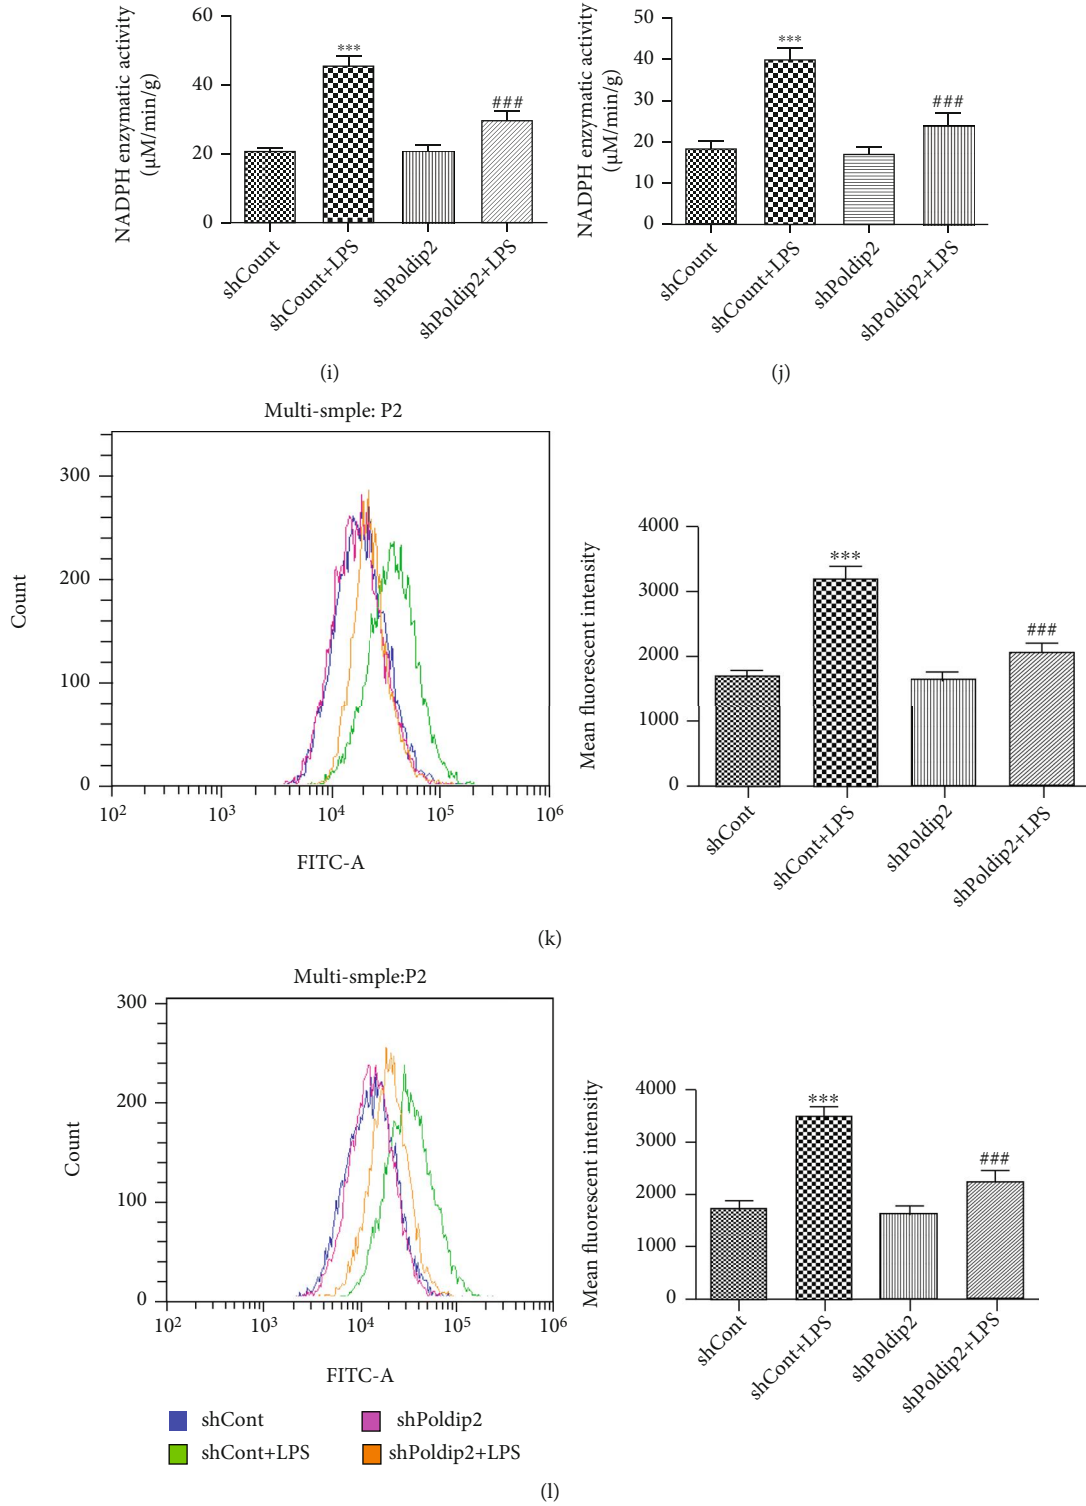 NADPH enzymatic activity
(μM/min/g)
60
40
20
0
***
###
shCount
shCount+LPS
shPoldip2
shPoldip2+LPS
(i)
NADPH enzymatic activity
(μM/min/g)
50
40
30
20
10
0
***
###
shCount
shCount+LPS
shPoldip2
shPoldip2+LPS
(j)
Multi-smple: P2
Count
300
200
100
0
10²
10³
10⁴
10⁵
10⁶
FITC-A
Mean fluorescent intensity
4000
3000
2000
1000
0
***
###
shCont
shCont+LPS
shPoldip2
shPoldip2+LPS
(k)
Multi-smple:P2
Count
300
200
100
0
10²
10³
10⁴
10⁵
10⁶
FITC-A
shCont
shPoldip2
shCont+LPS
shPoldip2+LPS
Mean fluorescent intensity
4000
3000
2000
1000
0
***
###
shCont
shCont+LPS
shPoldip2
shPoldip2+LPS
(l)